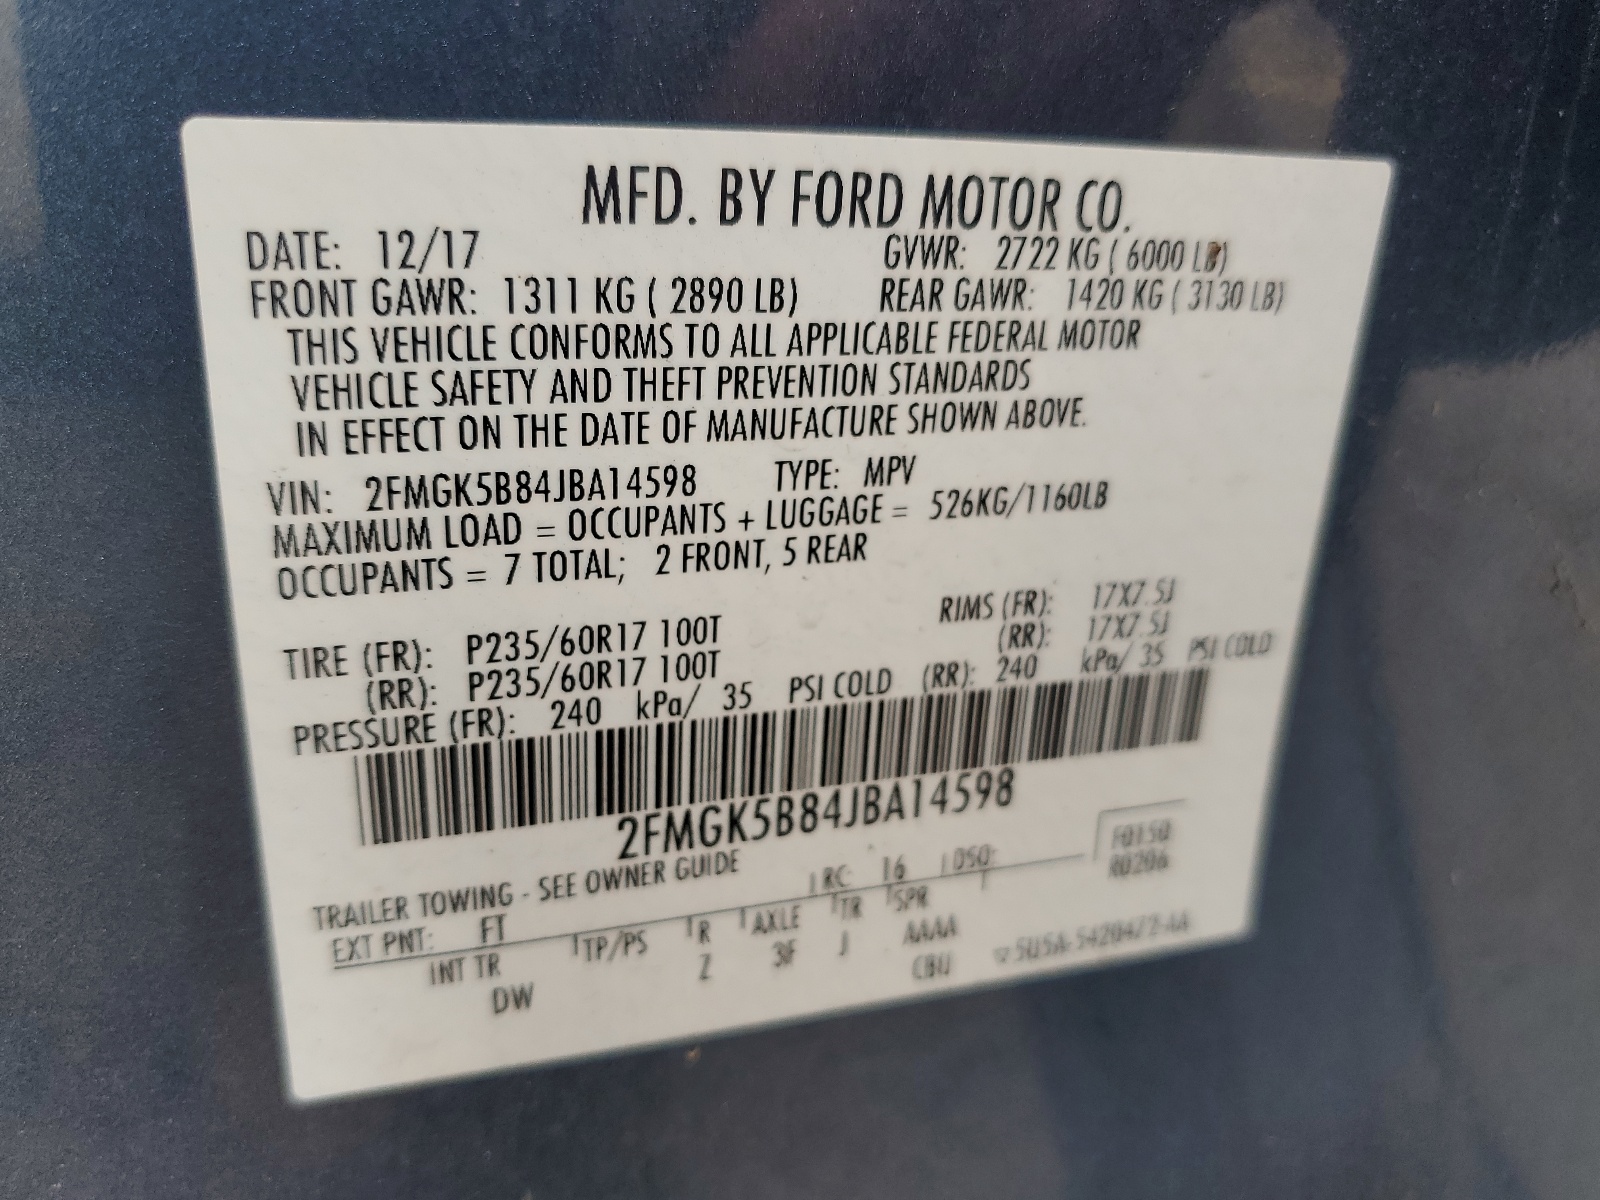 MFD. BY FORD MOTOR CO.
DATE: 12/17 GVWR: 2722 KG ( 6000 LB)
FRONT GAWR: 1311 KG ( 2890 LB) REAR GAWR: 1420 KG ( 3130 LB)
THIS VEHICLE CONFORMS TO ALL APPLICABLE FEDERAL MOTOR
VEHICLE SAFETY AND THEFT PREVENTION STANDARDS
IN EFFECT ON THE DATE OF MANUFACTURE SHOWN ABOVE.
VIN: 2FMGK5B84JBA14598 TYPE: MPV
MAXIMUM LOAD = OCCUPANTS + LUGGAGE = 526KG/1160LB
OCCUPANTS = 7 TOTAL; 2 FRONT, 5 REAR
TIRE (FR): P235/60R17 100T RIMS (FR): 17X7.5J
(RR): P235/60R17 100T (RR): 17X7.5J
PRESSURE (FR): 240 kPa/ 35 PSI COLD (RR): 240 kPa/ 35 PSI COLD
2FMGK5B84JBA14598
TRAILER TOWING - SEE OWNER GUIDE
EXT PNT: FT RC: 16 DSO: F0150
R0206
INT TR TP/PS R AXLE TR SPR
DW Z 3F J AAAA
CBU